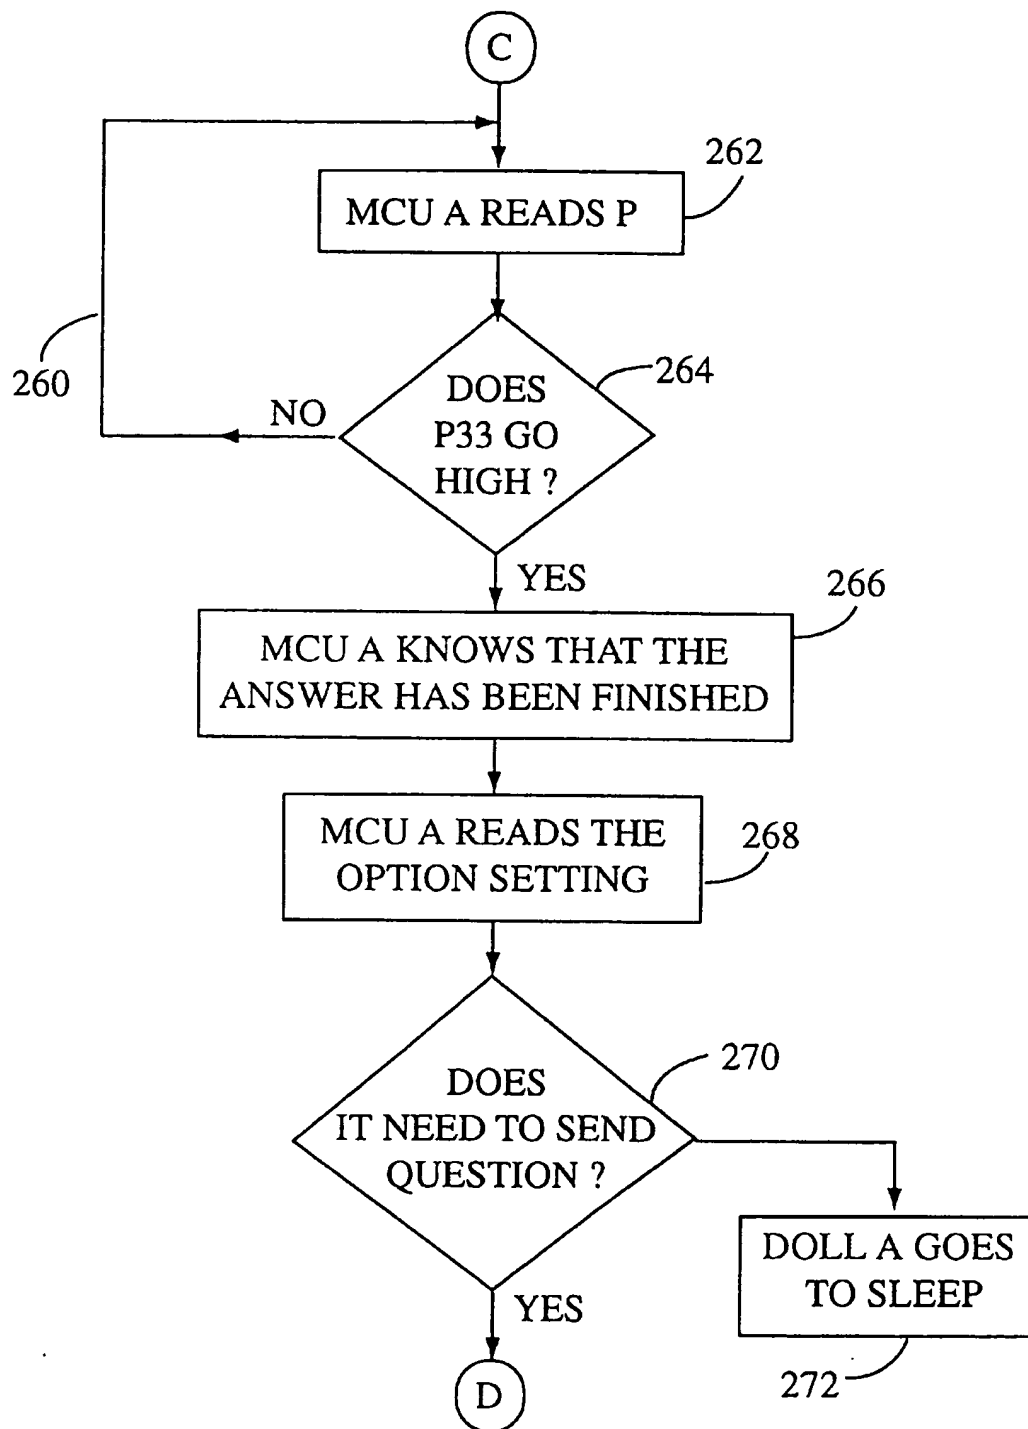 C
262
MCU A READS P
260
264
DOES
P33 GO
HIGH ?
NO
YES
266
MCU A KNOWS THAT THE
ANSWER HAS BEEN FINISHED
268
MCU A READS THE
OPTION SETTING
270
DOES
IT NEED TO SEND
QUESTION ?
YES
DOLL A GOES
TO SLEEP
272
D